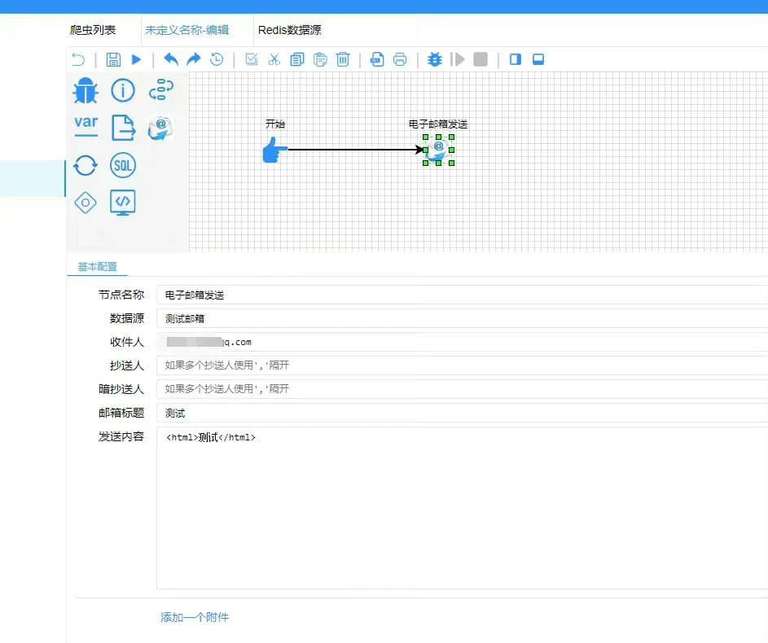 爬虫列表 未定义名称-编辑 Redis数据源
var
SQL
开始 电子邮箱发送
基本配置
节点名称 电子邮箱发送
数据源 测试邮箱
收件人 q.com
抄送人 如果多个抄送人使用','隔开
暗抄送人 如果多个抄送人使用','隔开
邮箱标题 测试
发送内容 <html>测试</html>
添加一个附件